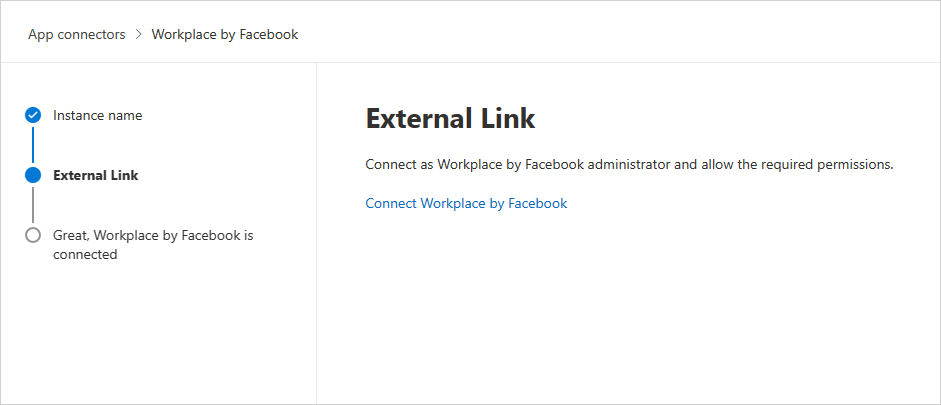 App connectors > Workplace by Facebook
Instance name
External Link
Great, Workplace by Facebook is
connected
External Link
Connect as Workplace by Facebook administrator and allow the required permissions.
Connect Workplace by Facebook